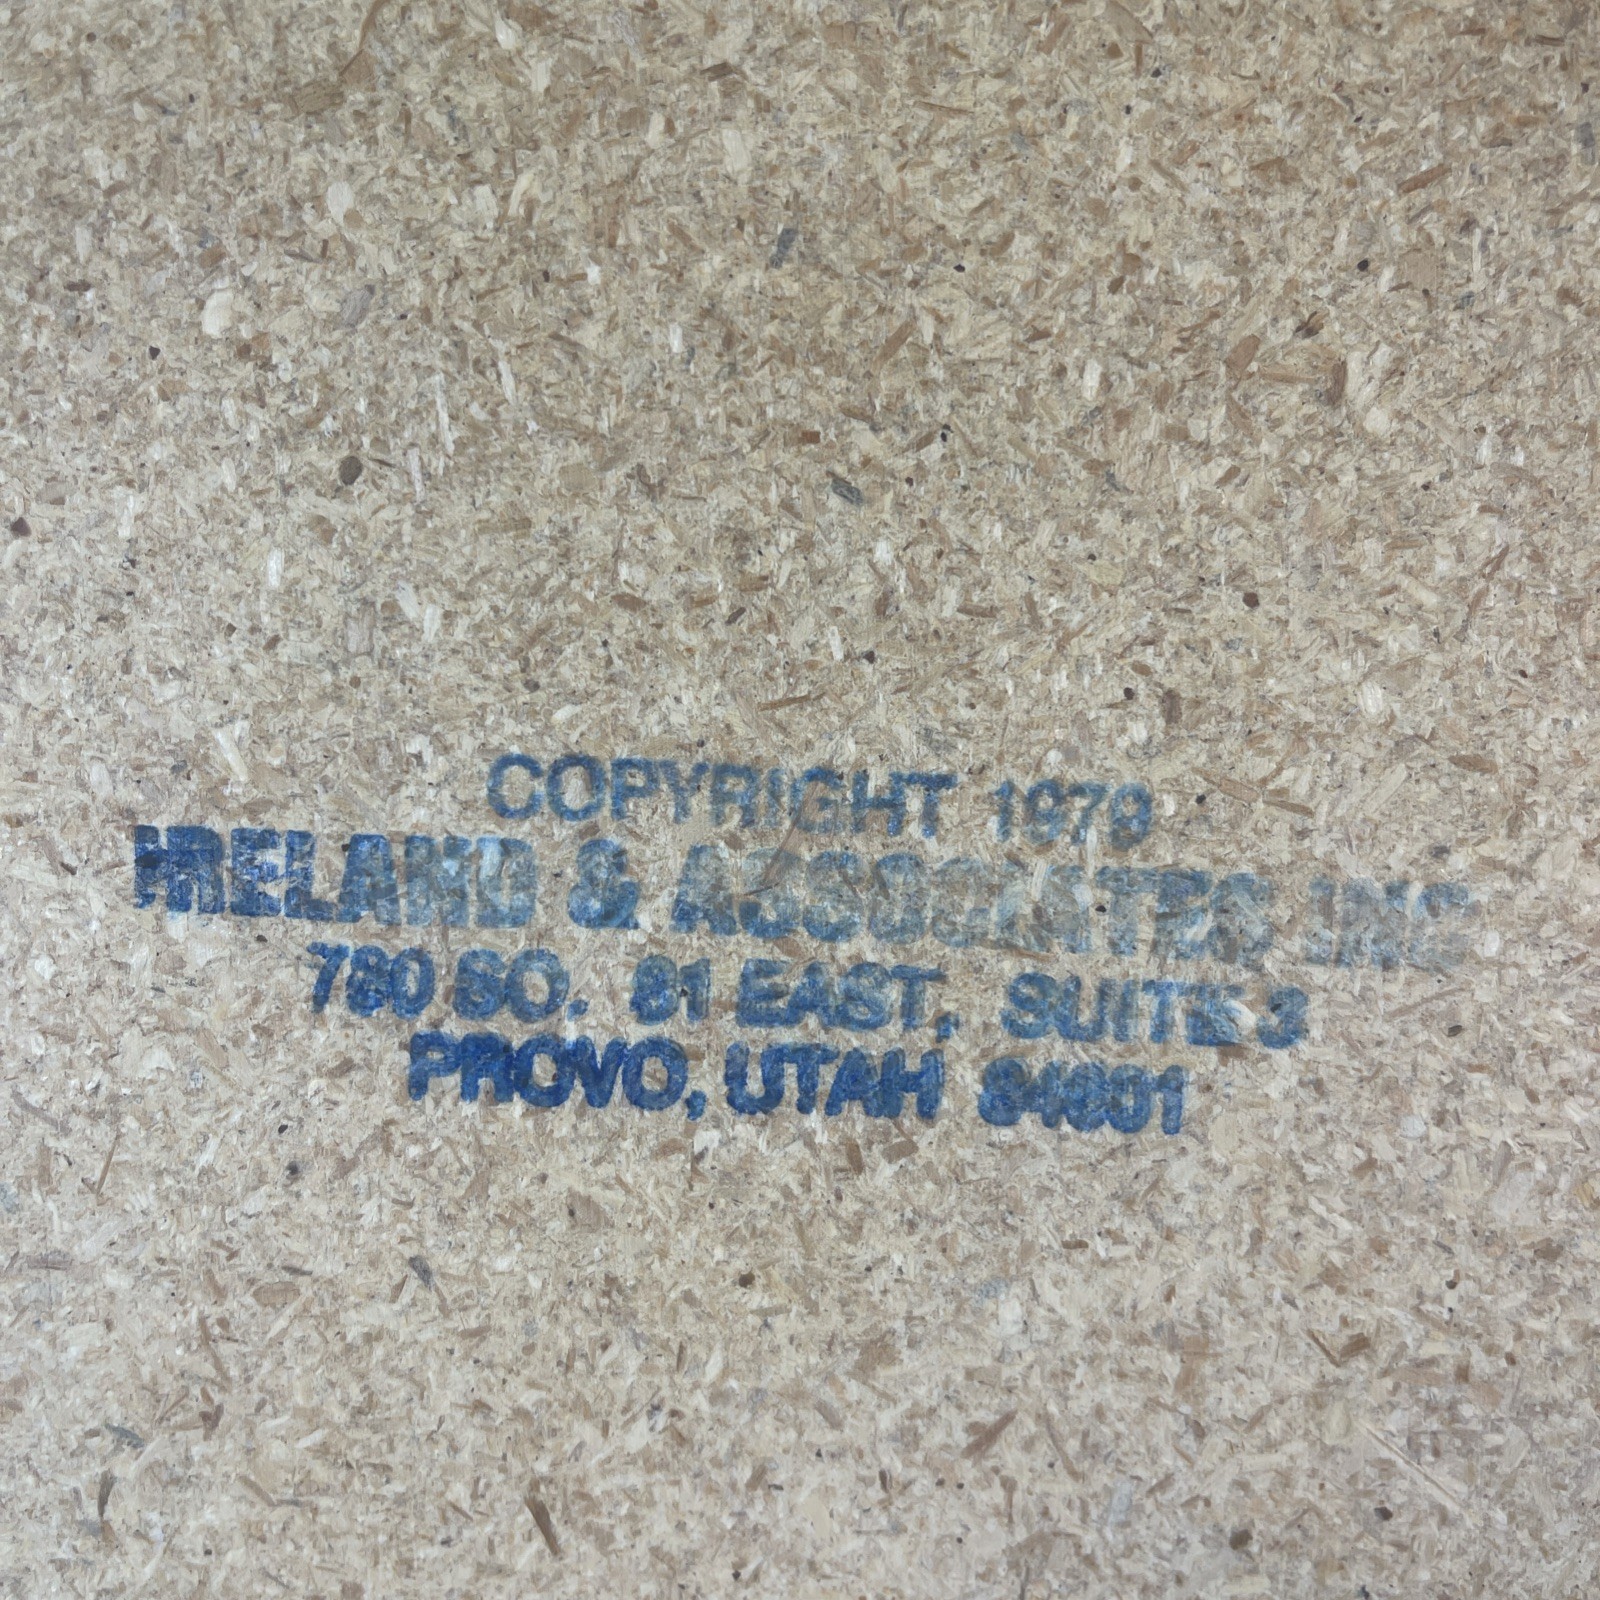 COPYRIGHT 1979
IRELAND & ASSOCIATES INC
780 SO. 81 EAST, SUITE 3
PROVO, UTAH 84601